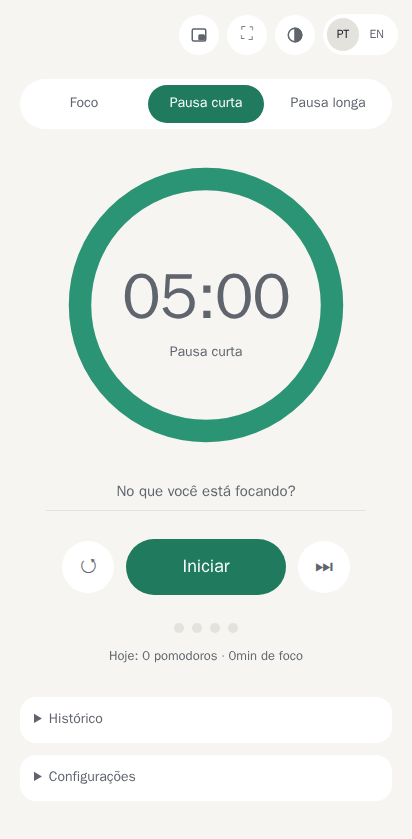 PT EN
Foco Pausa curta Pausa longa
05:00
Pausa curta
No que você está focando?
Iniciar
Hoje: 0 pomodoros · 0min de foco
Histórico
Configurações